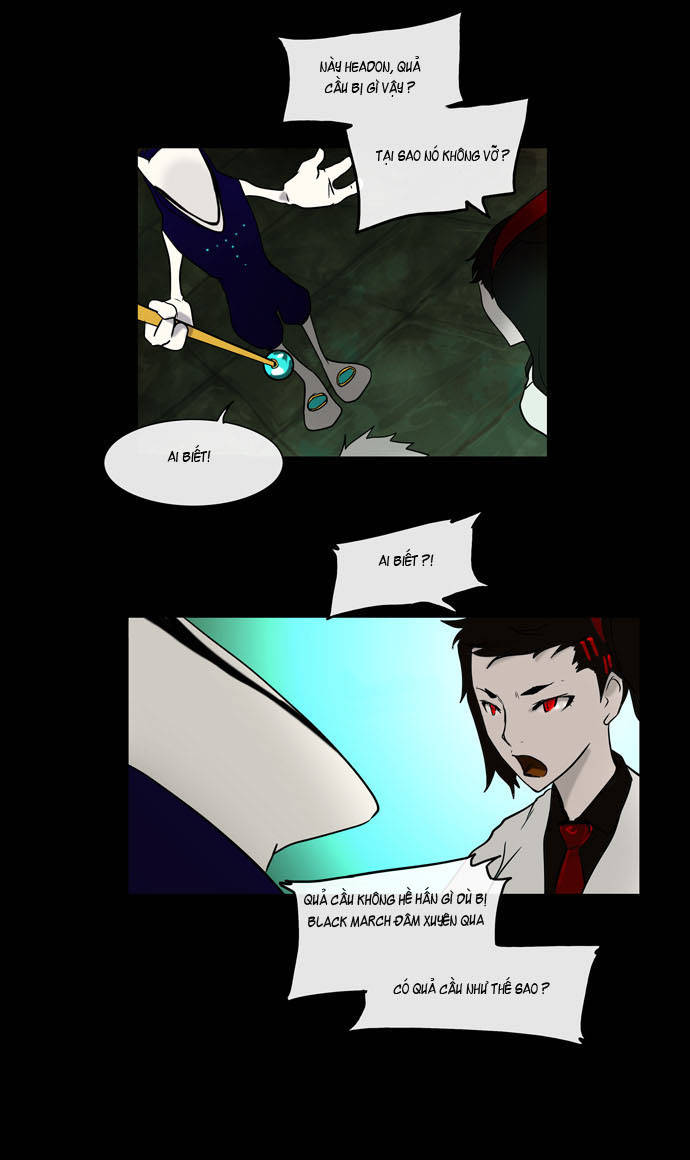 NÀY HEADON, QUẢ
CẦU BỊ GÌ VẬY?
TẠI SAO NÓ KHÔNG VỠ?
AI BIẾT!
AI BIẾT?!
QUẢ CẦU KHÔNG HỀ HẤN GÌ DÙ BỊ
BLACK MARCH ĐÂM XUYÊN QUA
CÓ QUẢ CẦU NHƯ THẾ SAO?